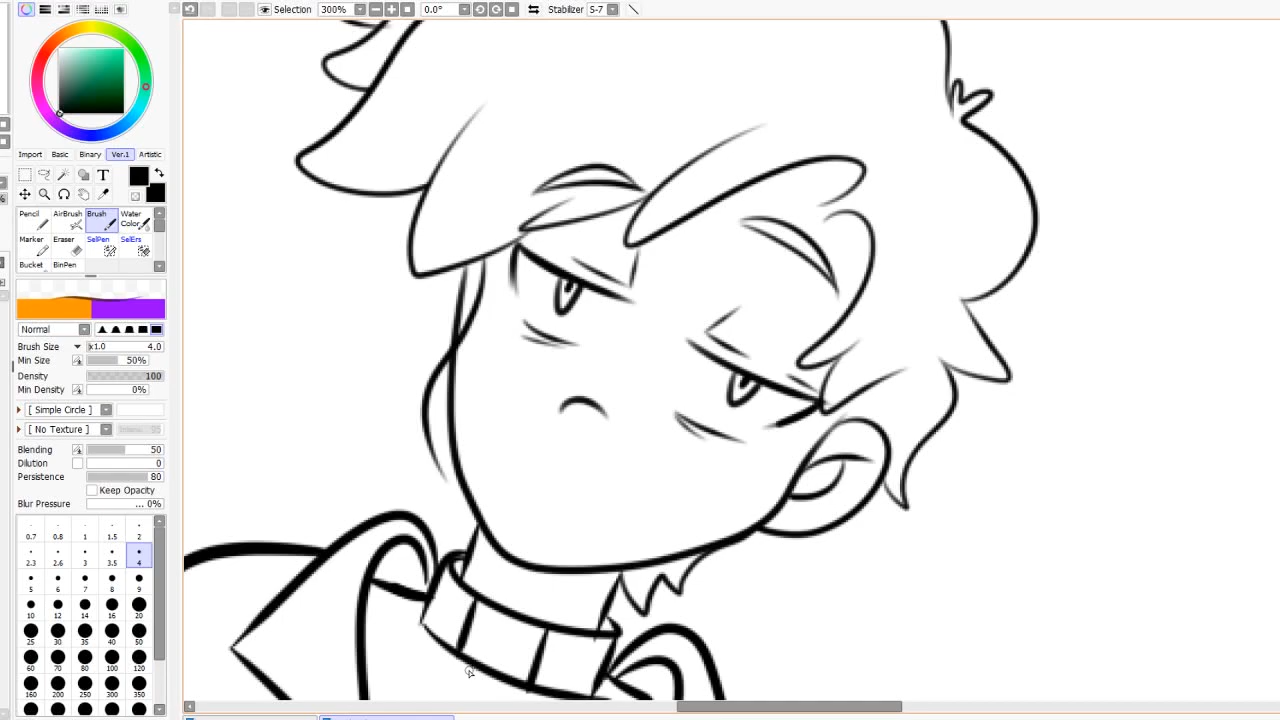 Selection 300% 0.0° Stabilizer S-7
Import Basic Binary Ver.1 Artistic
T
Pencil AirBrush Brush Water Color
Marker Eraser SelPen SelErs
Bucket BinPen
Normal
Brush Size x1.0 4.0
Min Size 50%
Density 100
Min Density 0%
[ Simple Circle ]
[ No Texture ]
Blending 50
Dilution 0
Persistence 80
Keep Opacity
Blur Pressure ... 0%
0.7 0.8 1 1.5 2
2.3 2.6 3 3.5 4
5 6 7 8 9
10 12 14 16 20
25 30 35 40 50
60 70 80 100 120
160 200 250 300 350